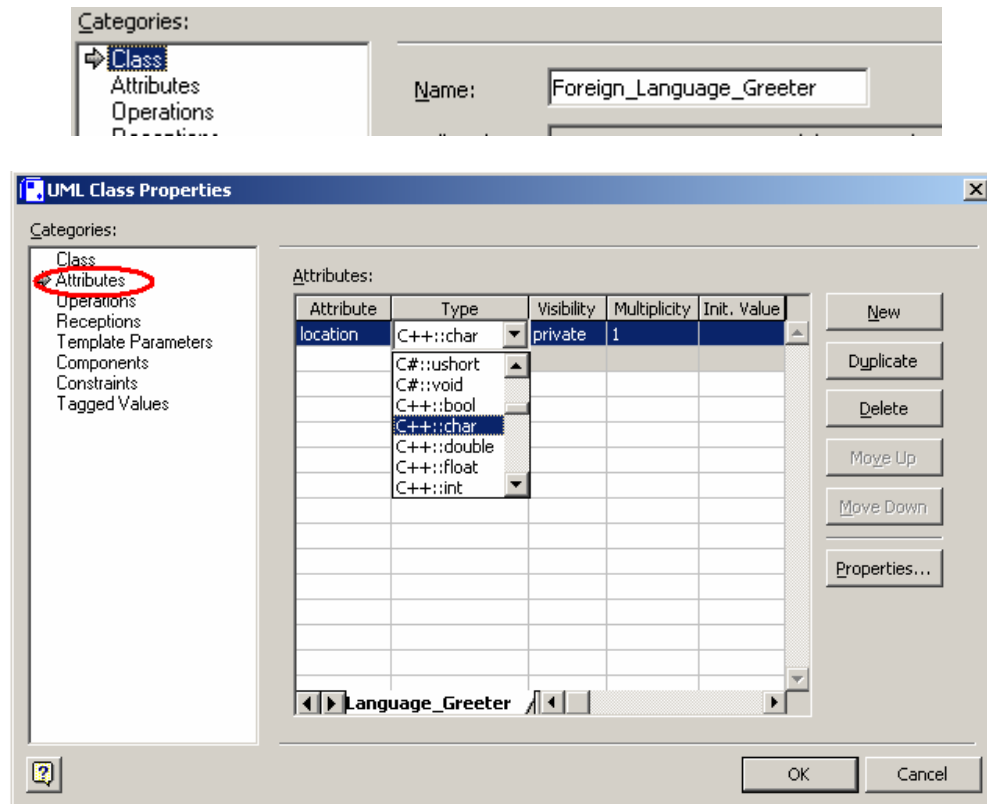 Categories:
Class
Attributes
Operations
Name:
Foreign_Language_Greeter
UML Class Properties
Categories:
Class
Attributes
Operations
Receptions
Template Parameters
Components
Constraints
Tagged Values
Attributes:
Attribute Type Visibility Multiplicity Init. Value
location C++::char private 1
C#::ushort
C#::void
C++::bool
C++::char
C++::double
C++::float
C++::int
Language_Greeter
New
Duplicate
Delete
Move Up
Move Down
Properties...
OK
Cancel